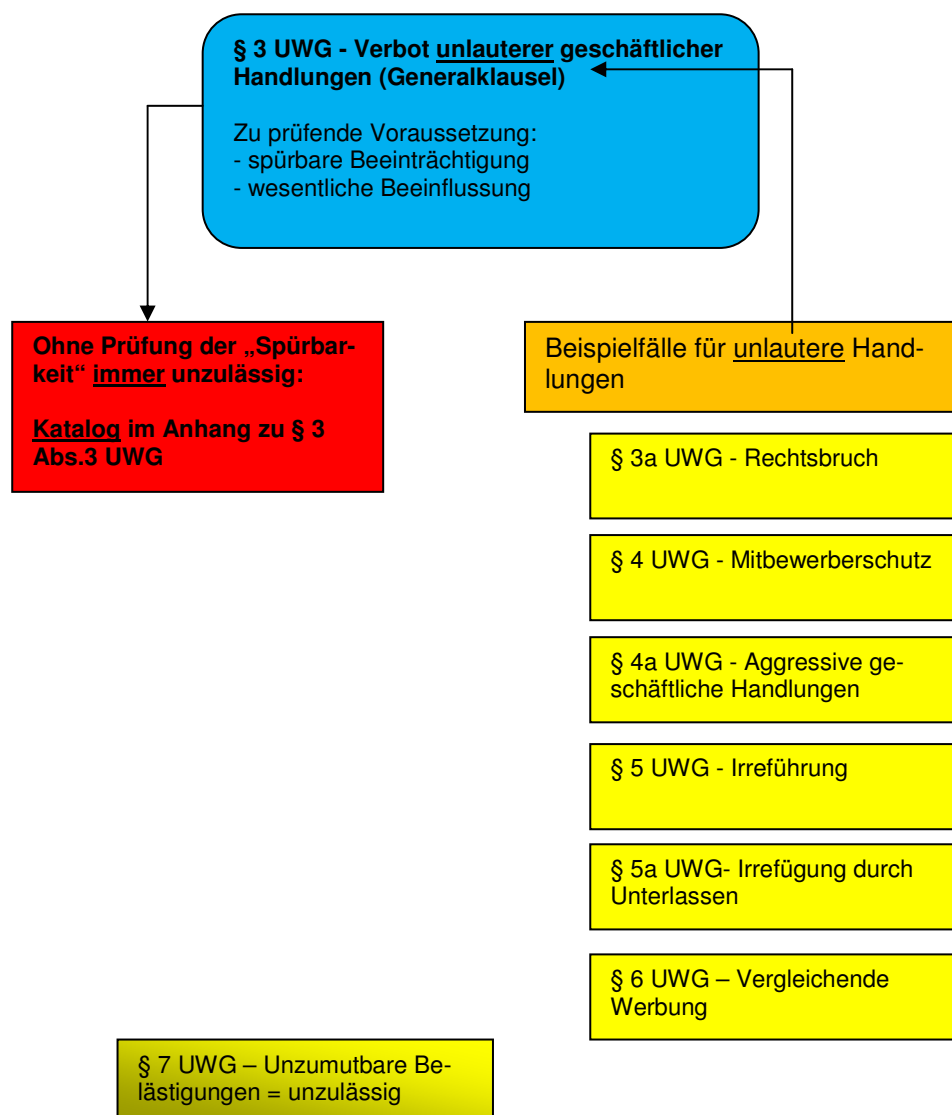 § 3 UWG - Verbot unlauterer geschäftlicher
Handlungen (Generalklausel)
Zu prüfende Voraussetzung:
- spürbare Beeinträchtigung
- wesentliche Beeinflussung
Ohne Prüfung der „Spürbar-
keit“ immer unzulässig:
Katalog im Anhang zu § 3
Abs.3 UWG
Beispielfälle für unlautere Hand-
lungen
§ 3a UWG - Rechtsbruch
§ 4 UWG - Mitbewerberschutz
§ 4a UWG - Aggressive ge-
schäftliche Handlungen
§ 5 UWG - Irreführung
§ 5a UWG- Irrefügung durch
Unterlassen
§ 6 UWG – Vergleichende
Werbung
§ 7 UWG – Unzumutbare Be-
lästigungen = unzulässig